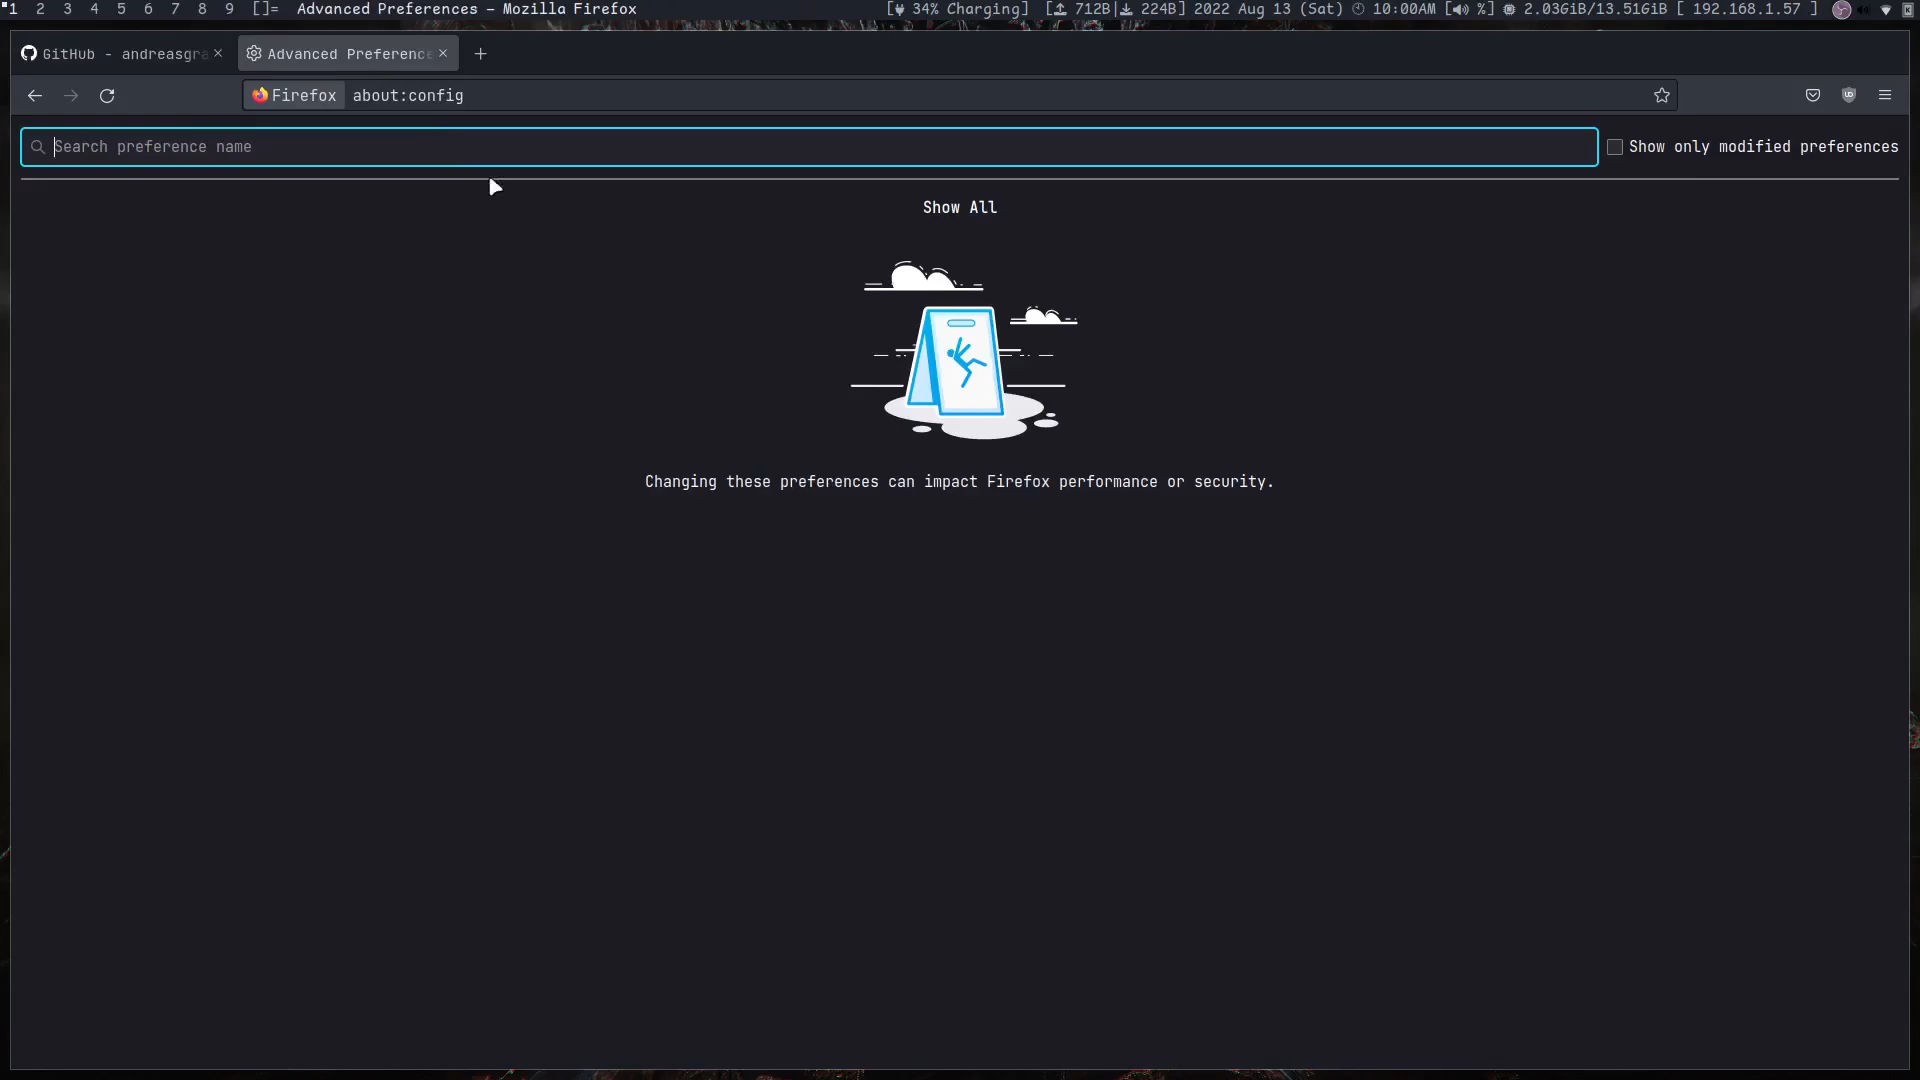 1 2 3 4 5 6 7 8 9 []= Advanced Preferences — Mozilla Firefox [ 34% Charging] [ 712B| 224B] 2022 Aug 13 (Sat) 10:00AM [ %] 2.03GiB/13.51GiB [ 192.168.1.57 ]
GitHub - andreasgra Advanced Preference
Firefox about:config
Search preference name Show only modified preferences
Show All
Changing these preferences can impact Firefox performance or security.